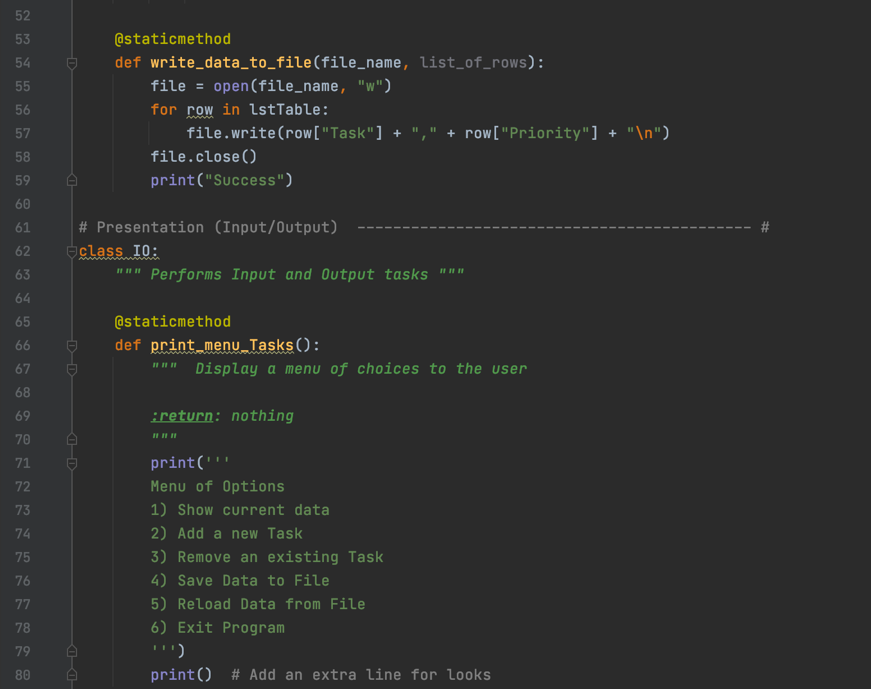 52
53 @staticmethod
54 def write_data_to_file(file_name, list_of_rows):
55 file = open(file_name, "w")
56 for row in lstTable:
57 file.write(row["Task"] + "," + row["Priority"] + "\n")
58 file.close()
59 print("Success")
60
61 # Presentation (Input/Output)  -------------------------------------------- #
62 class IO:
63 """ Performs Input and Output tasks """
64
65 @staticmethod
66 def print_menu_Tasks():
67 """  Display a menu of choices to the user
68
69 :return: nothing
70 """
71 print('''
72 Menu of Options
73 1) Show current data
74 2) Add a new Task
75 3) Remove an existing Task
76 4) Save Data to File
77 5) Reload Data from File
78 6) Exit Program
79 ''')
80 print()  # Add an extra line for looks